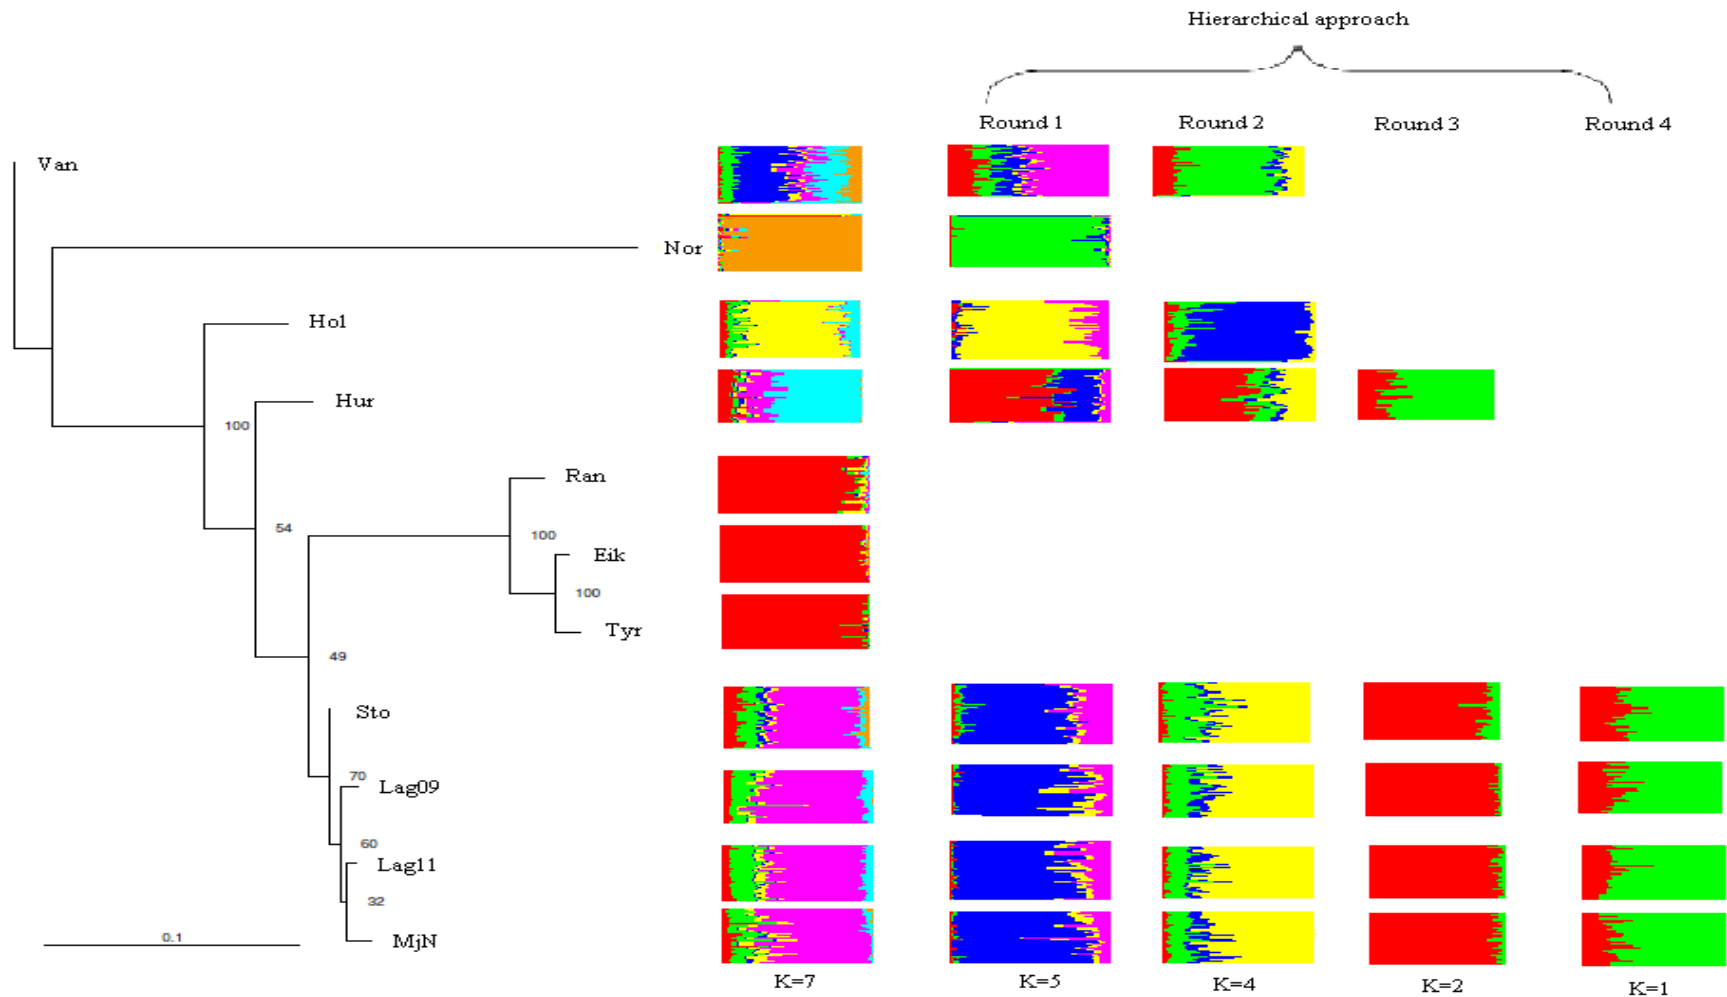 Hierarchical approach
Round 1
Round 2
Round 3
Round 4
Van
Nor
Hol
Hur
100
Ran
54
100
Eik
100
Tyr
49
Sto
70
Lag09
60
Lag11
32
MjN
0.1
K=7
K=5
K=4
K=2
K=1